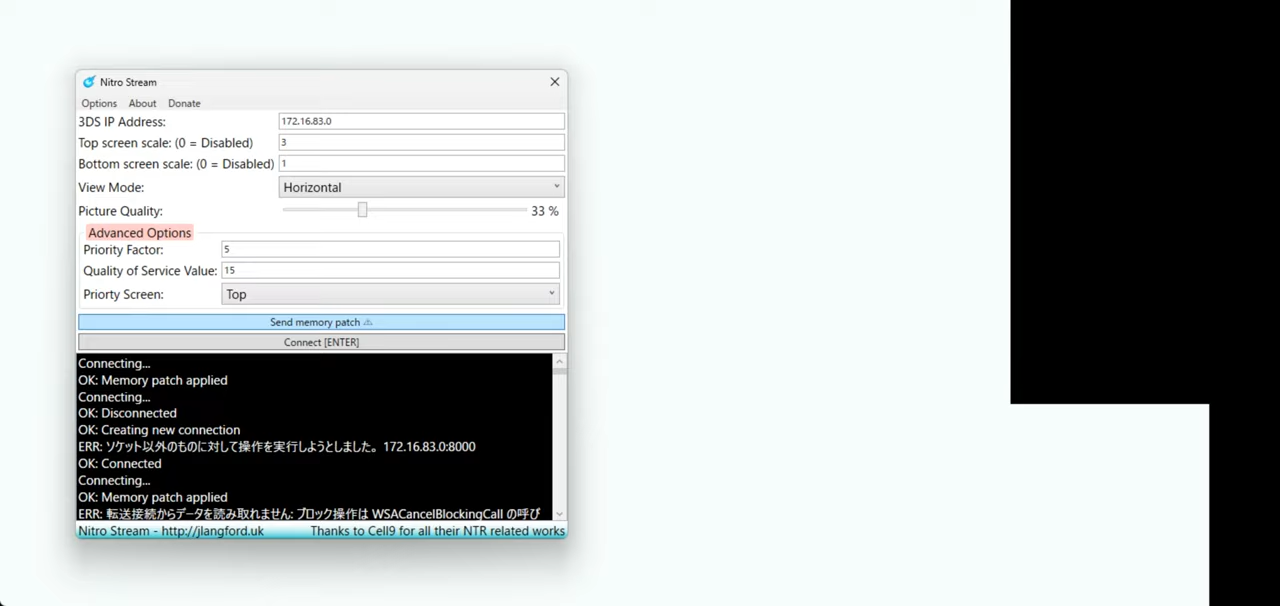 Nitro Stream
Options About Donate
3DS IP Address: 172.16.83.0
Top screen scale: (0 = Disabled) 3
Bottom screen scale: (0 = Disabled) 1
View Mode: Horizontal
Picture Quality: 33 %
Advanced Options
Priority Factor: 5
Quality of Service Value: 15
Priorty Screen: Top
Send memory patch ⚠
Connect [ENTER]
Connecting...
OK: Memory patch applied
Connecting...
OK: Disconnected
OK: Creating new connection
ERR: ソケット以外のものに対して操作を実行しようとしました。 172.16.83.0:8000
OK: Connected
Connecting...
OK: Memory patch applied
ERR: 転送接続からデータを読み取れません: ブロック操作は WSACancelBlockingCall の呼び
Nitro Stream - http://jlangford.uk Thanks to Cell9 for all their NTR related works